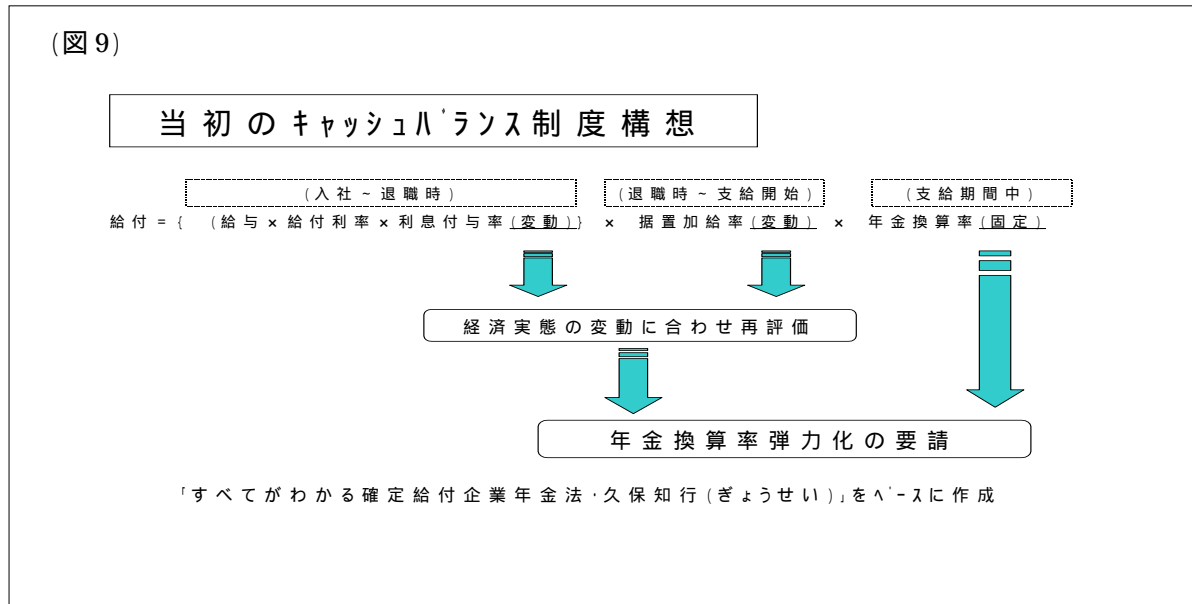 (図9)
当初のｷｬｯｼｭﾊﾞﾗﾝｽ制度構想
(入社~退職時) (退職時~支給開始) (支給期間中)
給付={ (給与×給付利率×利息付与率(変動)} × 据置加給率(変動) × 年金換算率(固定)
経済実態の変動に合わせ再評価
年金換算率弾力化の要請
｢すべてがわかる確定給付企業年金法･久保知行(ぎょうせい)｣をﾍﾞｰｽに作成